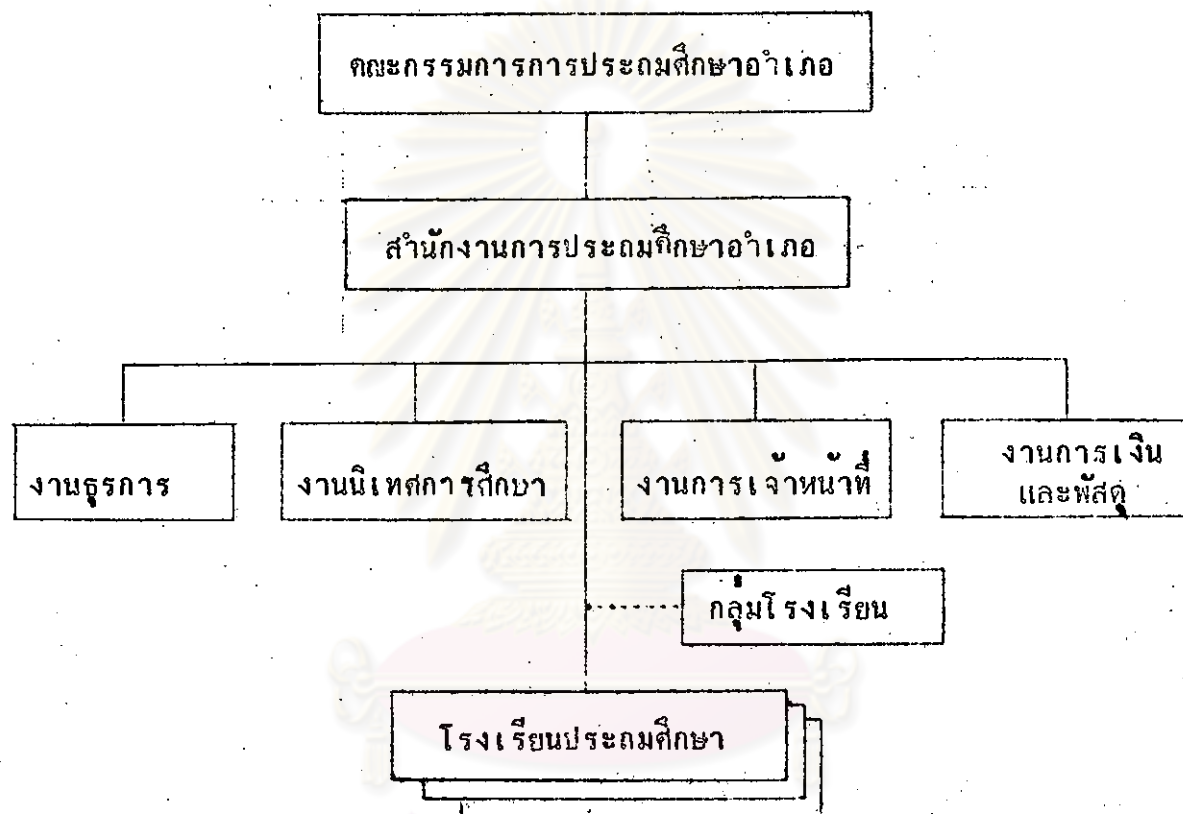 คณะกรรมการการประถมศึกษาอำเภอ
สำนักงานการประถมศึกษาอำเภอ
งานธุรการ
งานนิเทศการศึกษา
งานการเจ้าหน้าที่
งานการเงิน
และพัสดุ
กลุ่มโรงเรียน
โรงเรียนประถมศึกษา